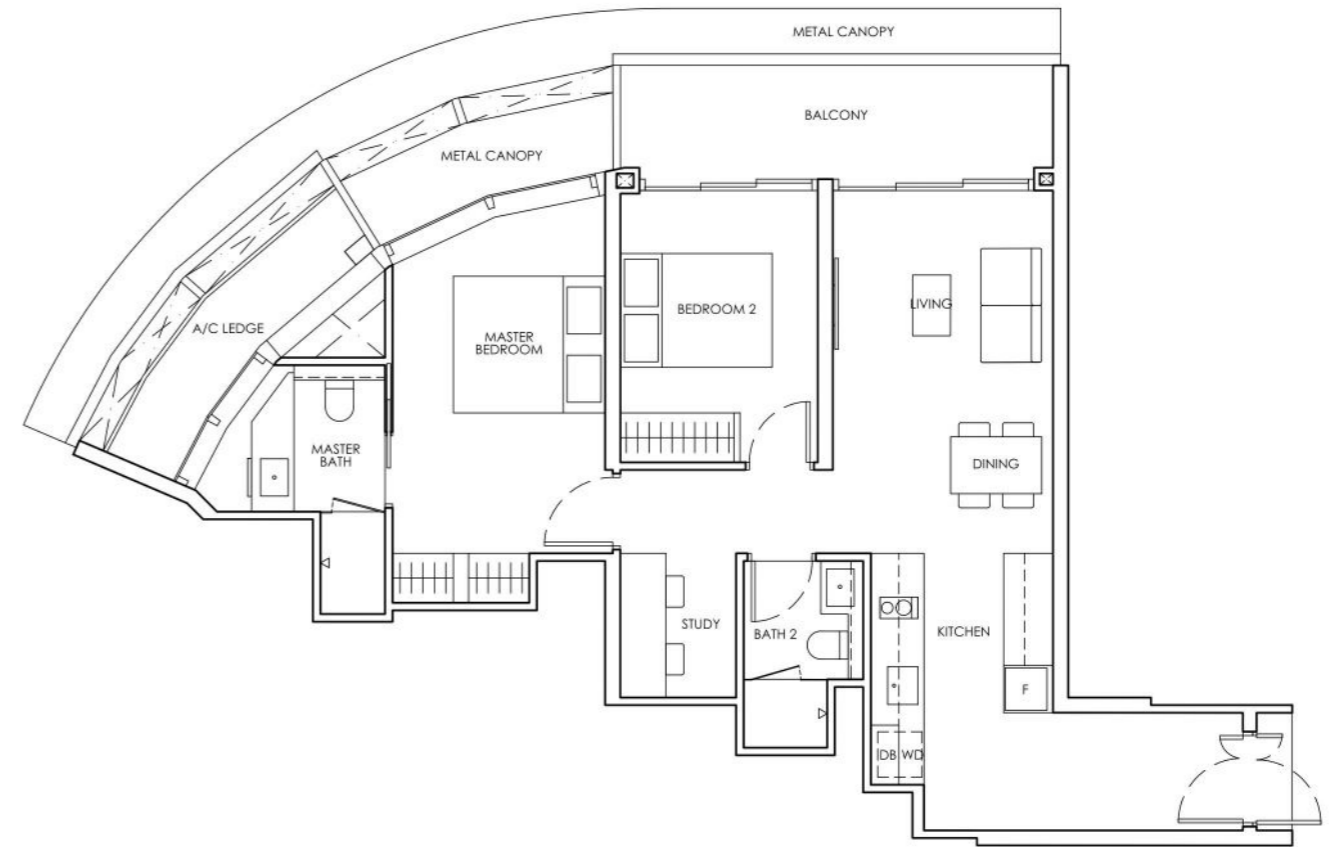 METAL CANOPY
BALCONY
METAL CANOPY
A/C LEDGE
MASTER
BEDROOM
BEDROOM 2
LIVING
MASTER
BATH
DINING
STUDY
BATH 2
KITCHEN
F
DB WD